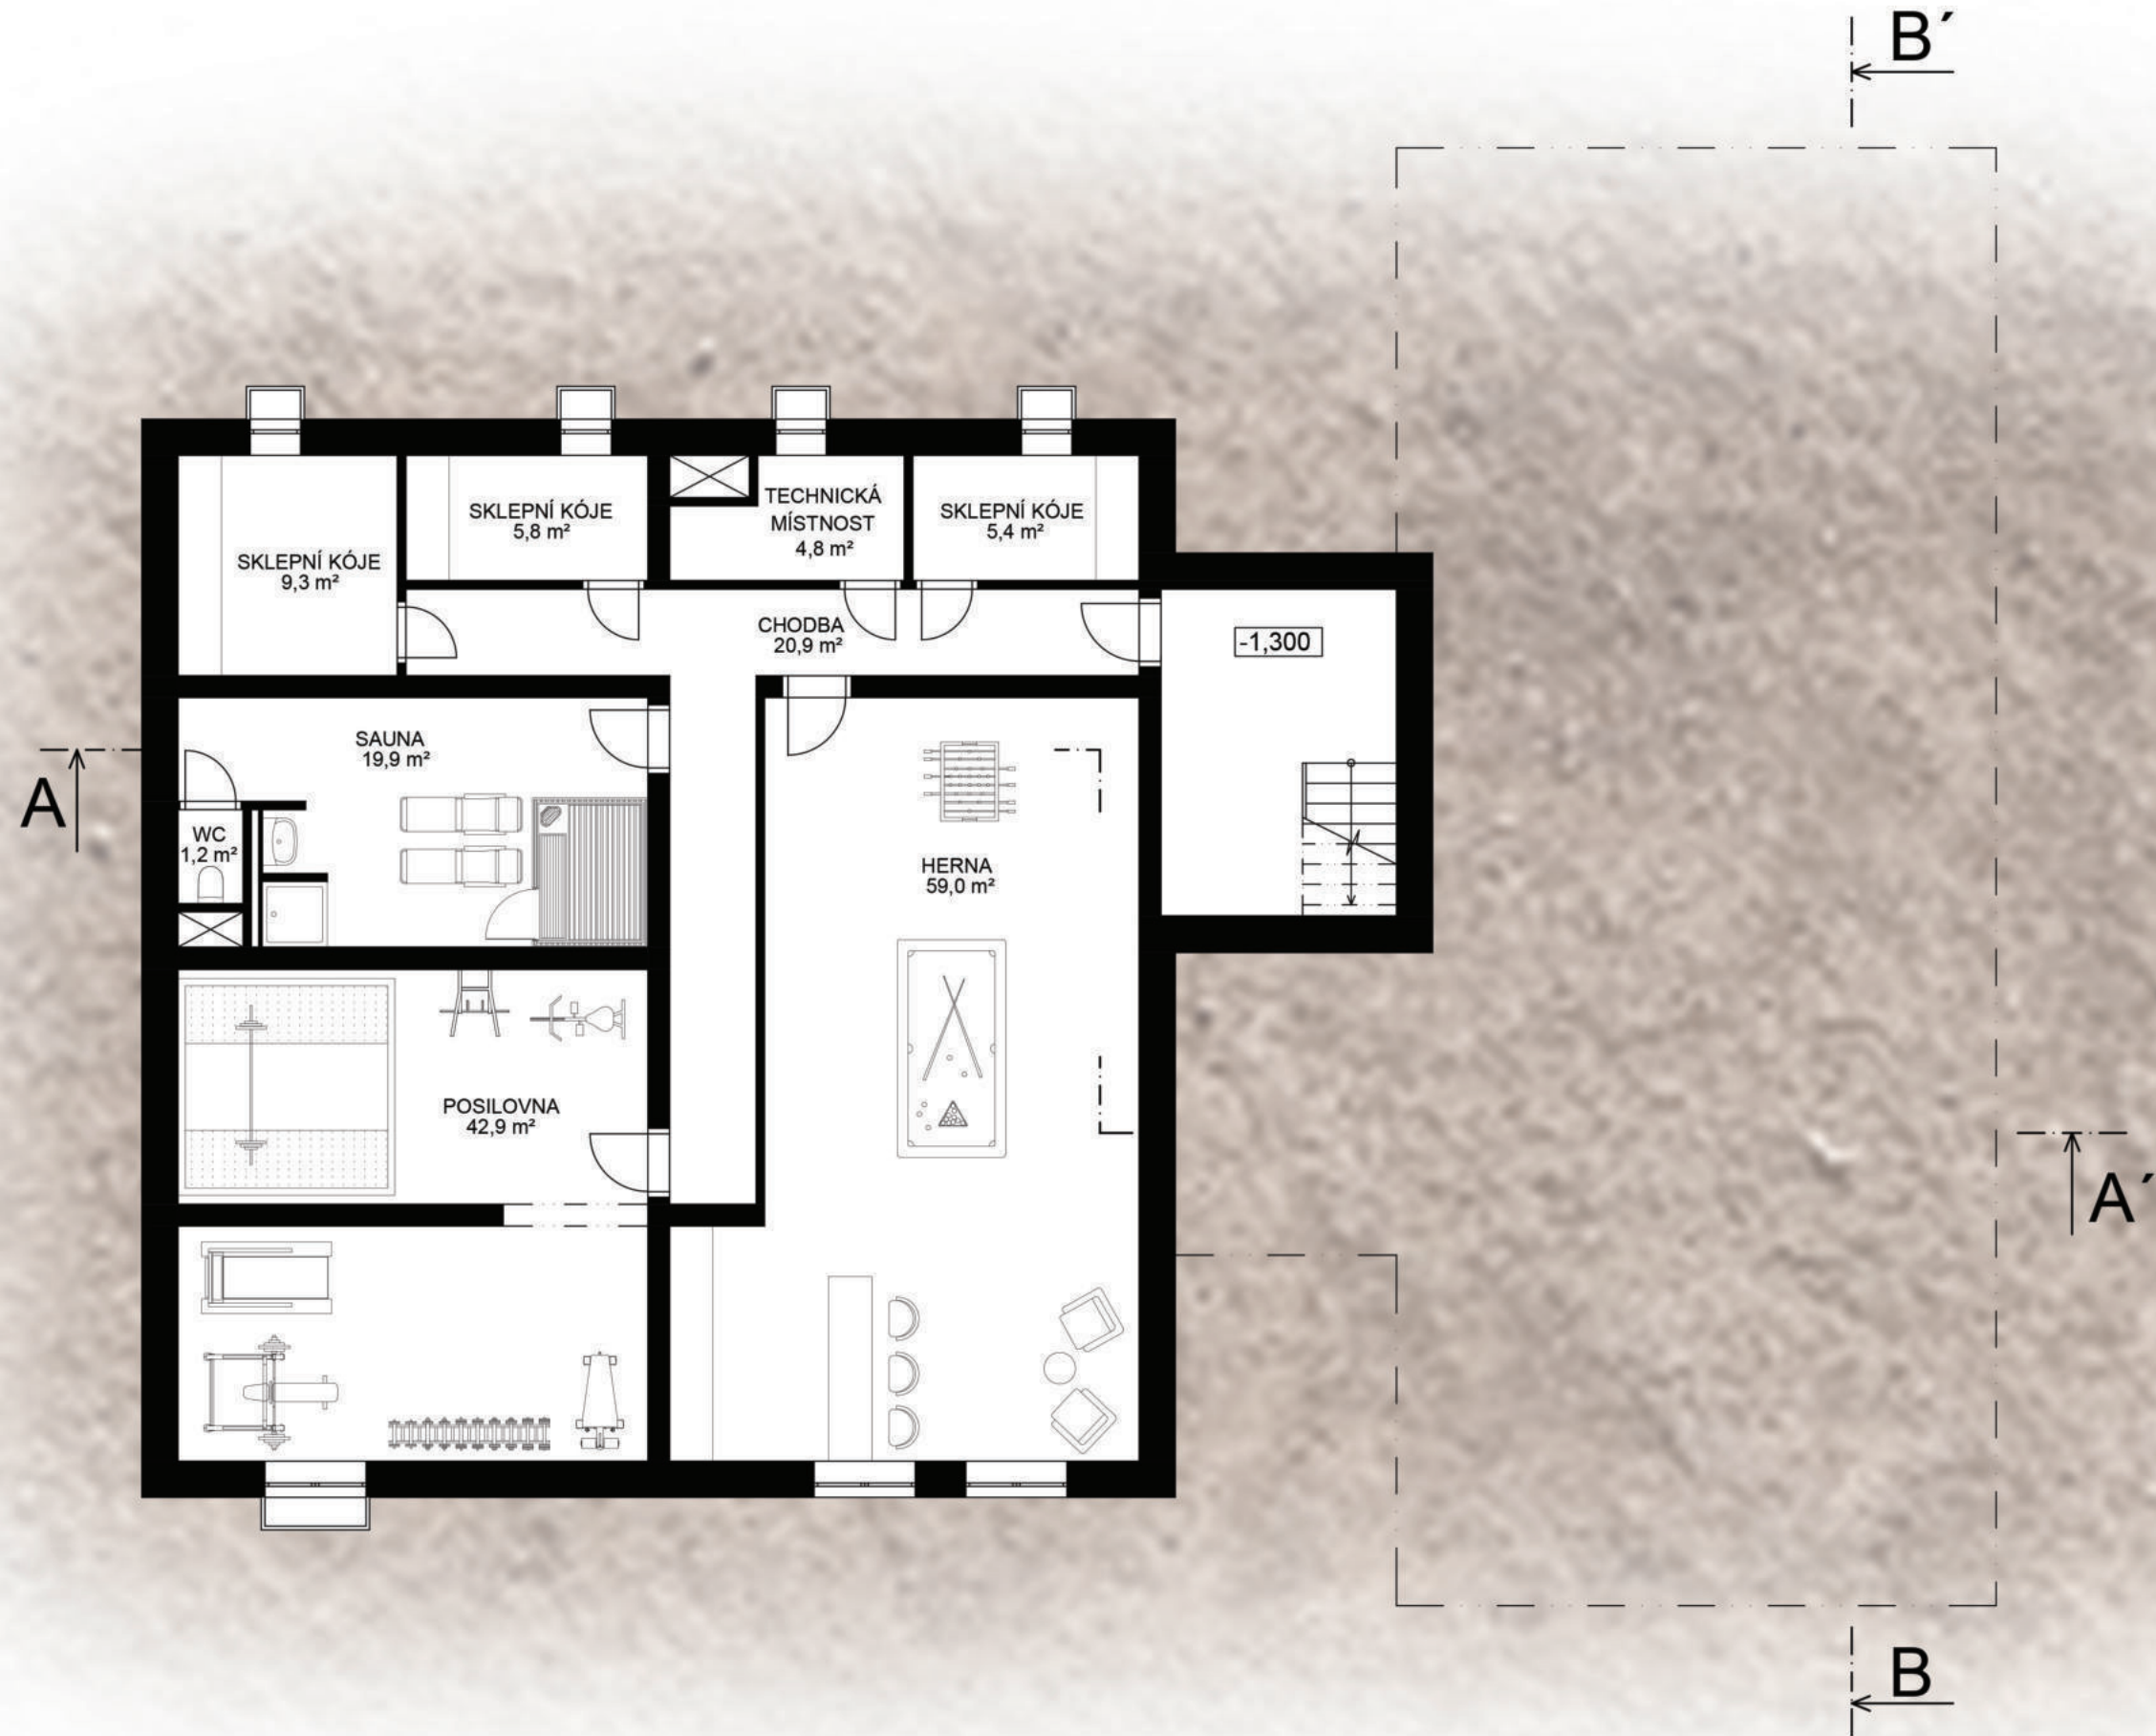 B´
SKLEPNÍ KÓJE
9,3 m²
SKLEPNÍ KÓJE
5,8 m²
TECHNICKÁ
MÍSTNOST
4,8 m²
SKLEPNÍ KÓJE
5,4 m²
CHODBA
20,9 m²
-1,300
SAUNA
19,9 m²
A
WC
1,2 m²
HERNA
59,0 m²
POSILOVNA
42,9 m²
A´
B